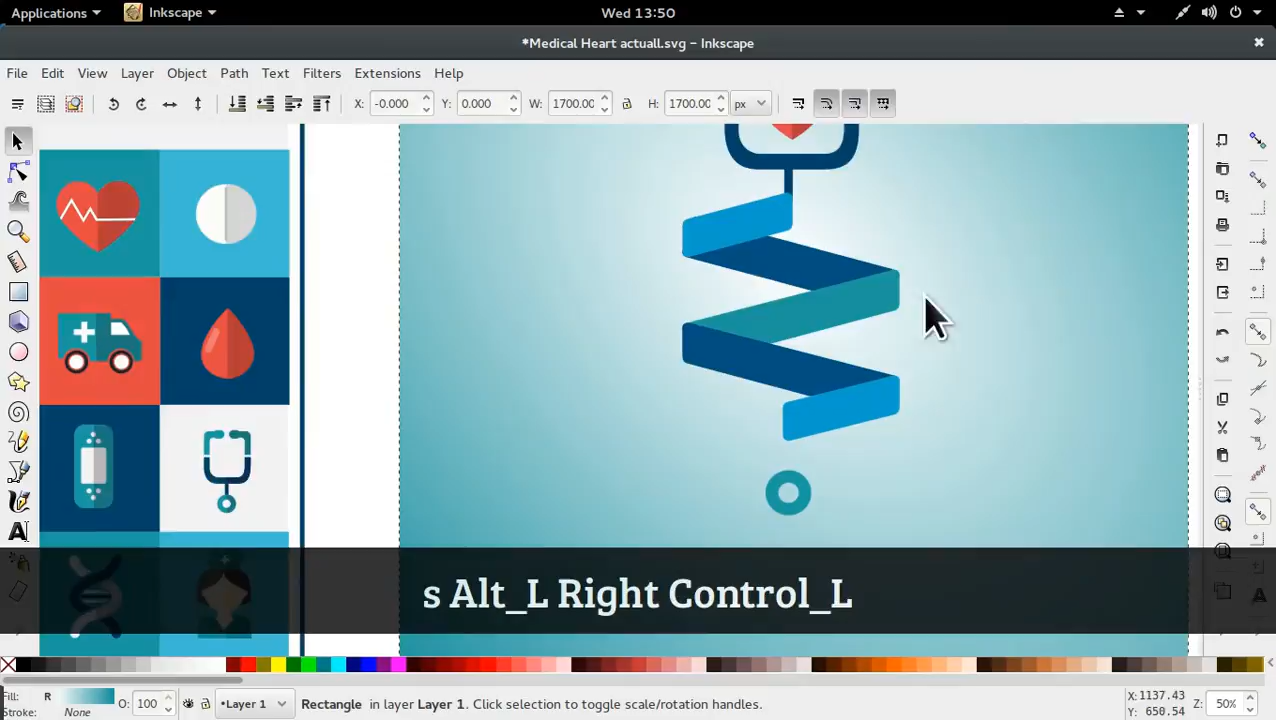 Applications Inkscape Wed 13:50
*Medical Heart actuall.svg – Inkscape
File Edit View Layer Object Path Text Filters Extensions Help
X: -0.000 Y: 0.000 W: 1700.00 H: 1700.00 px
s Alt_L Right Control_L
Fill: R O: 100 •Layer 1 Rectangle in layer Layer 1. Click selection to toggle scale/rotation handles. X:1137.43 Z: 50%
Stroke: None Y: 650.54